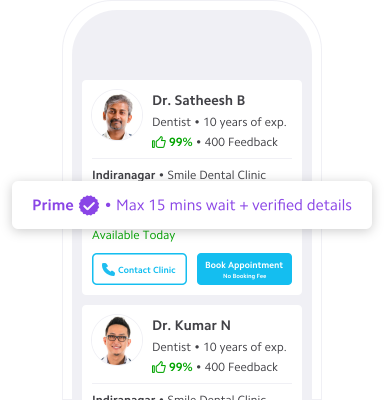 Dr. Satheesh B
Dentist • 10 years of exp.
99% • 400 Feedback
Indiranagar • Smile Dental Clinic
Prime • Max 15 mins wait + verified details
Available Today
Contact Clinic
Book Appointment
No Booking Fee
Dr. Kumar N
Dentist • 10 years of exp.
99% • 400 Feedback
Indiranagar • Smile Dental Clinic